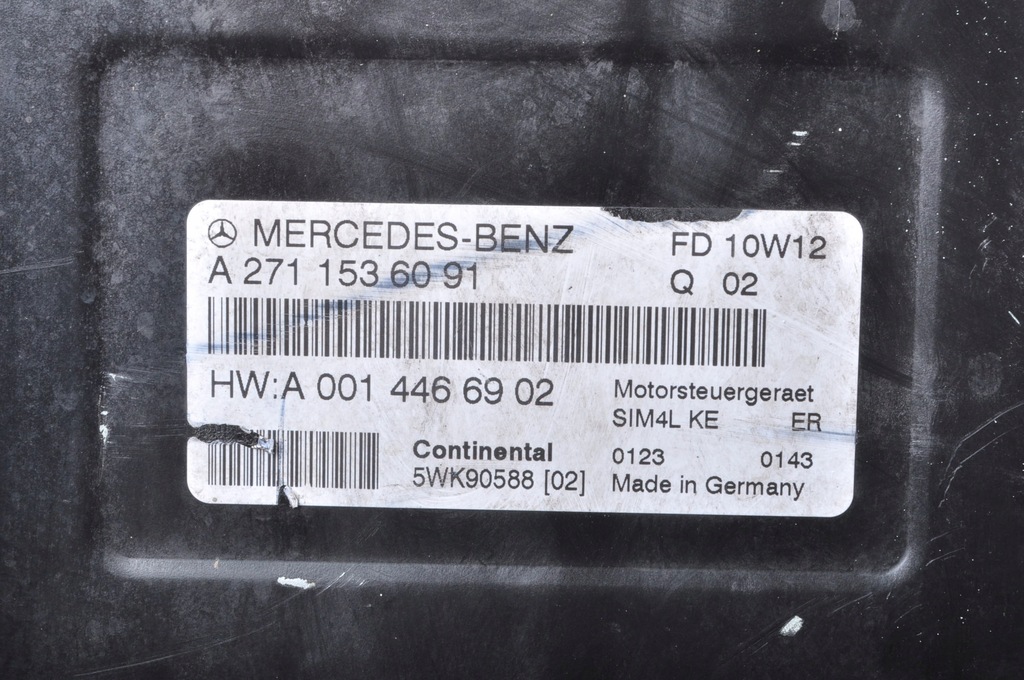 MERCEDES-BENZ FD 10W12
A 271 153 60 91 Q 02
HW:A 001 446 69 02
Motorsteuergeraet
SIM4L KE ER
Continental 0123 0143
5WK90588 [02] Made in Germany